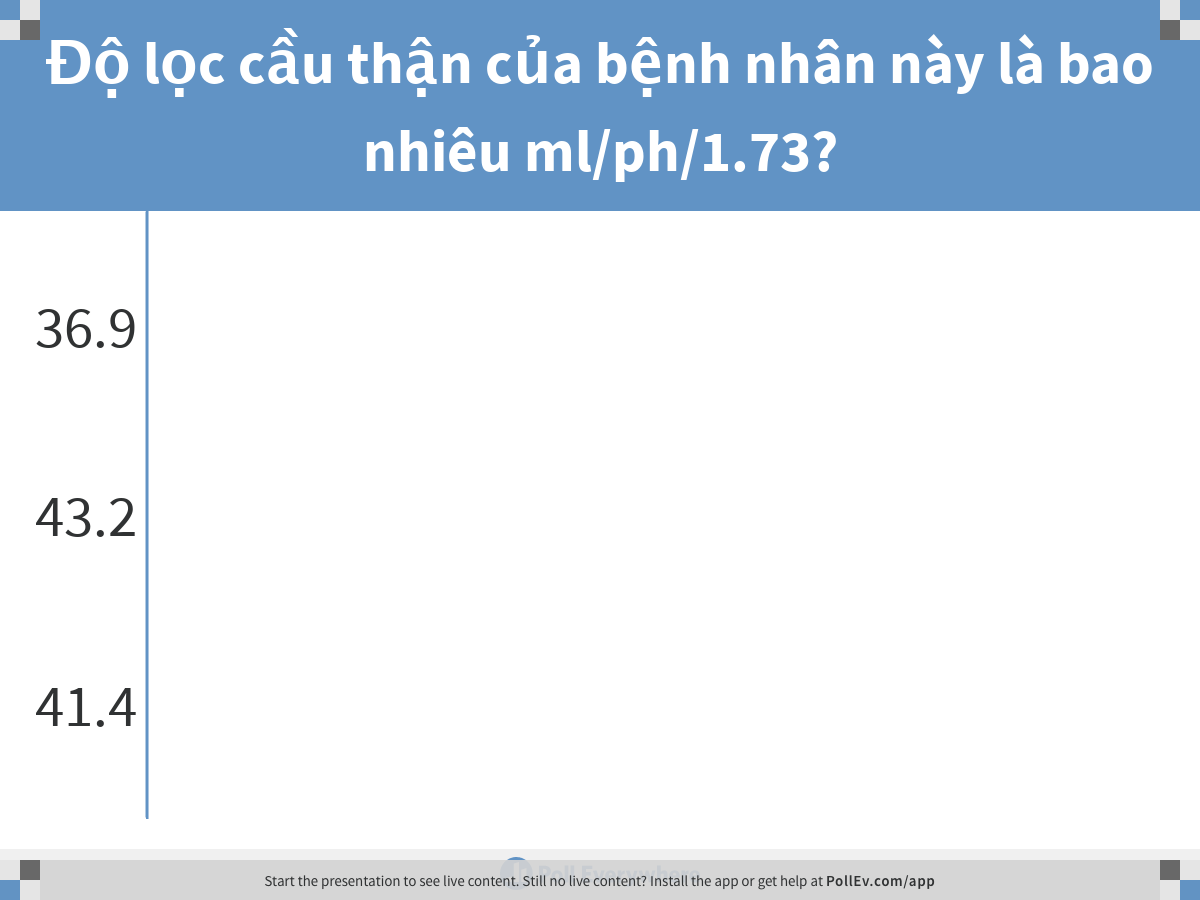 Độ lọc cầu thận của bệnh nhân này là bao
nhiêu ml/ph/1.73?
36.9
43.2
41.4
Poll Everywhere
Start the presentation to see live content. Still no live content? Install the app or get help at PollEv.com/app